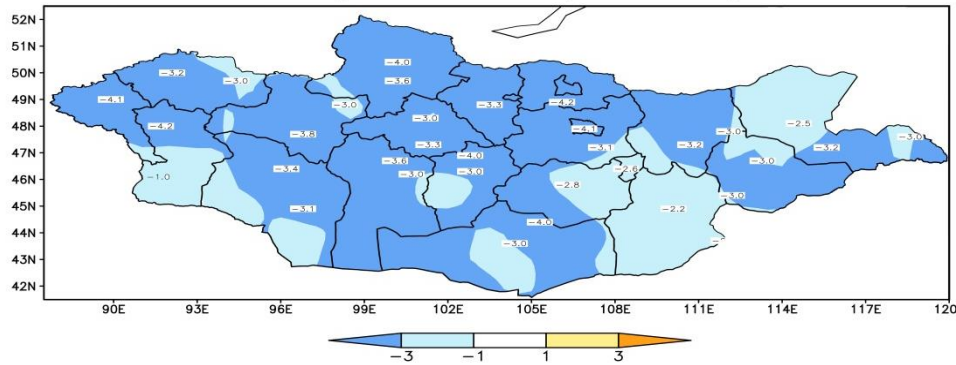 52N
51N
50N
49N
48N
47N
46N
45N
44N
43N
42N
−4.0
−3.2 −3.0 −3.6
−4.1 −3.0 −3.3 −4.2
−4.2 −3.8 −3.0 −4.1 −3.0 −2.5 −3.0
−3.3 −3.1 −3.2 −3.2
−3.4 −3.6 −4.0 −3.0
−1.0 −3.0 −3.0 −2.6
−2.8
−3.1 −2.2 −3.0
−4.0
−3.0
90E 93E 96E 99E 102E 105E 108E 111E 114E 117E 120
−3 −1 1 3